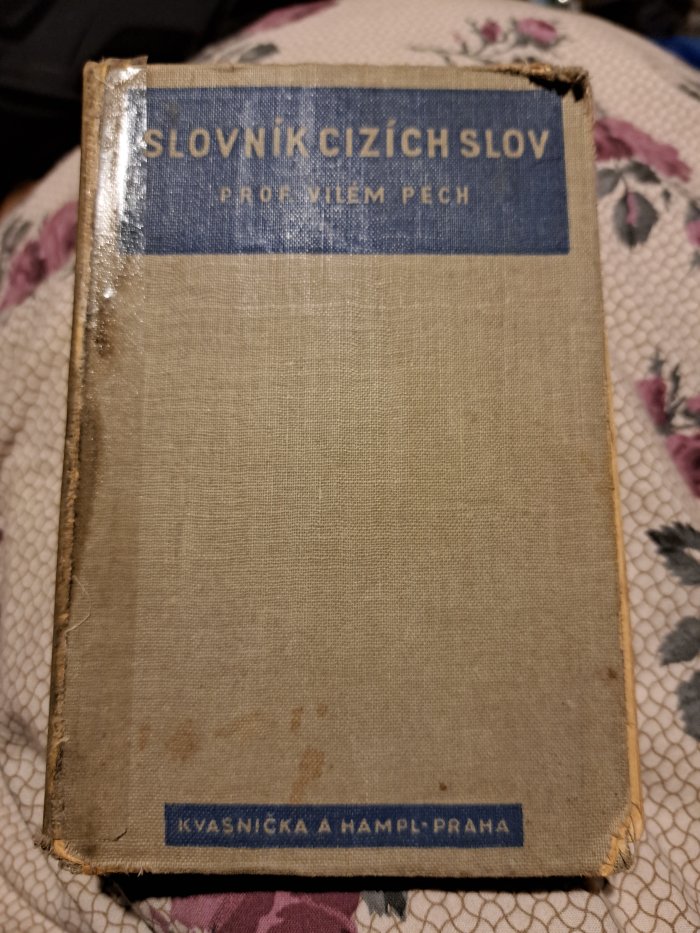 SLOVNÍK CIZÍCH SLOV
PROF. VILÉM PECH
KVASNIČKA A HAMPL-PRAHA